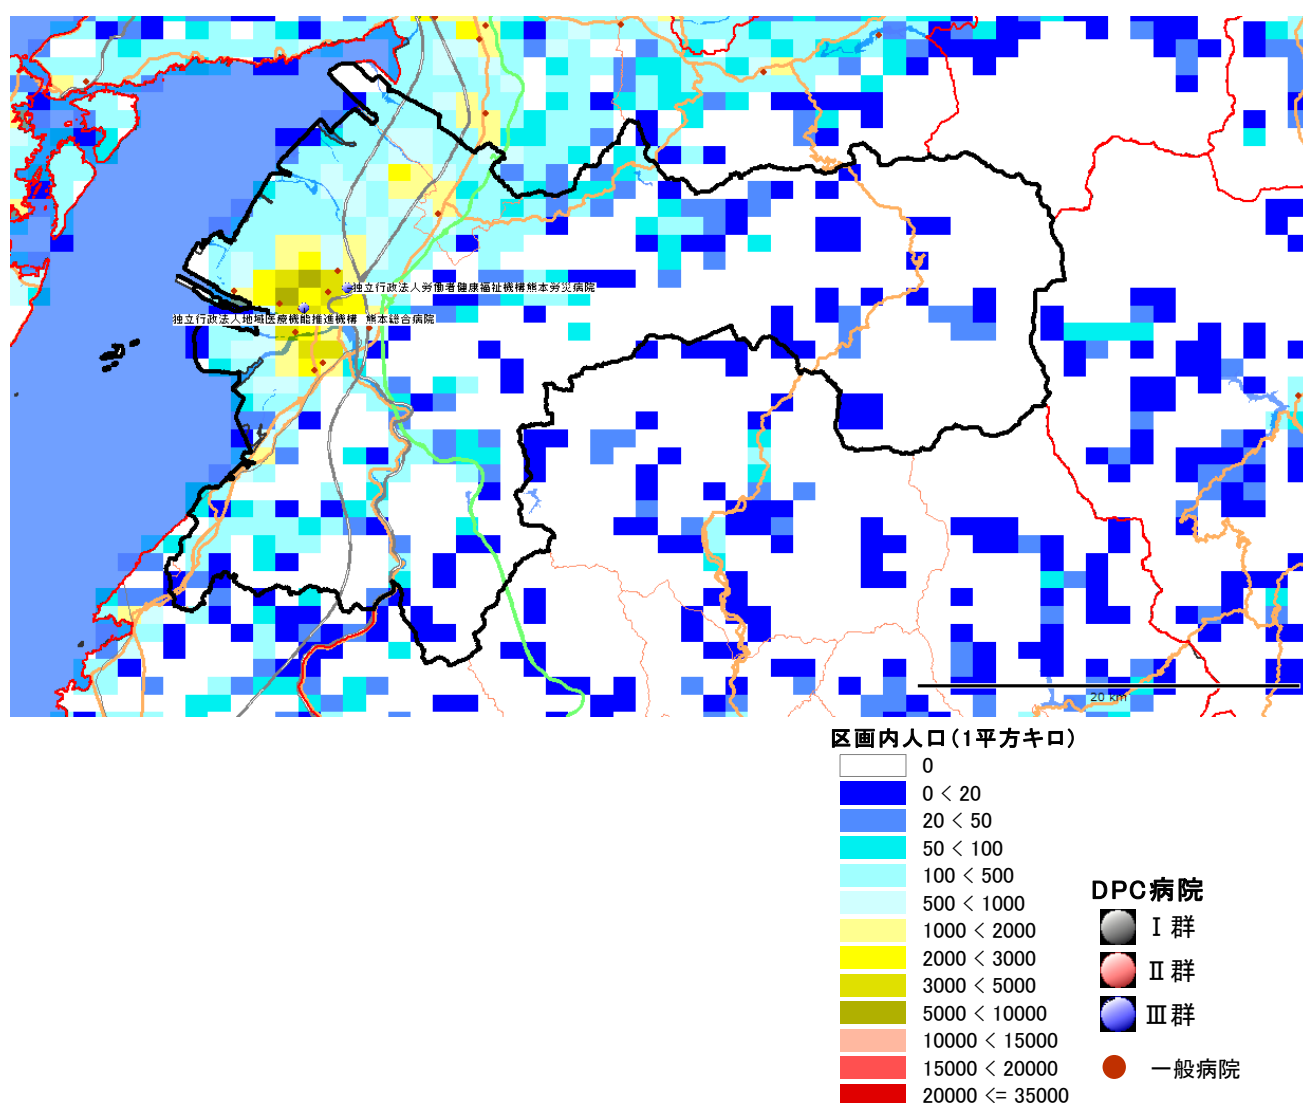 独立行政法人労働者健康福祉機構熊本労災病院
独立行政法人地域医療機能推進機構 熊本総合病院
20 km
区画内人口(1平方キロ)
0
0 < 20
20 < 50
50 < 100
100 < 500
500 < 1000
1000 < 2000
2000 < 3000
3000 < 5000
5000 < 10000
10000 < 15000
15000 < 20000
20000 <= 35000
DPC病院
Ⅰ群
Ⅱ群
Ⅲ群
一般病院